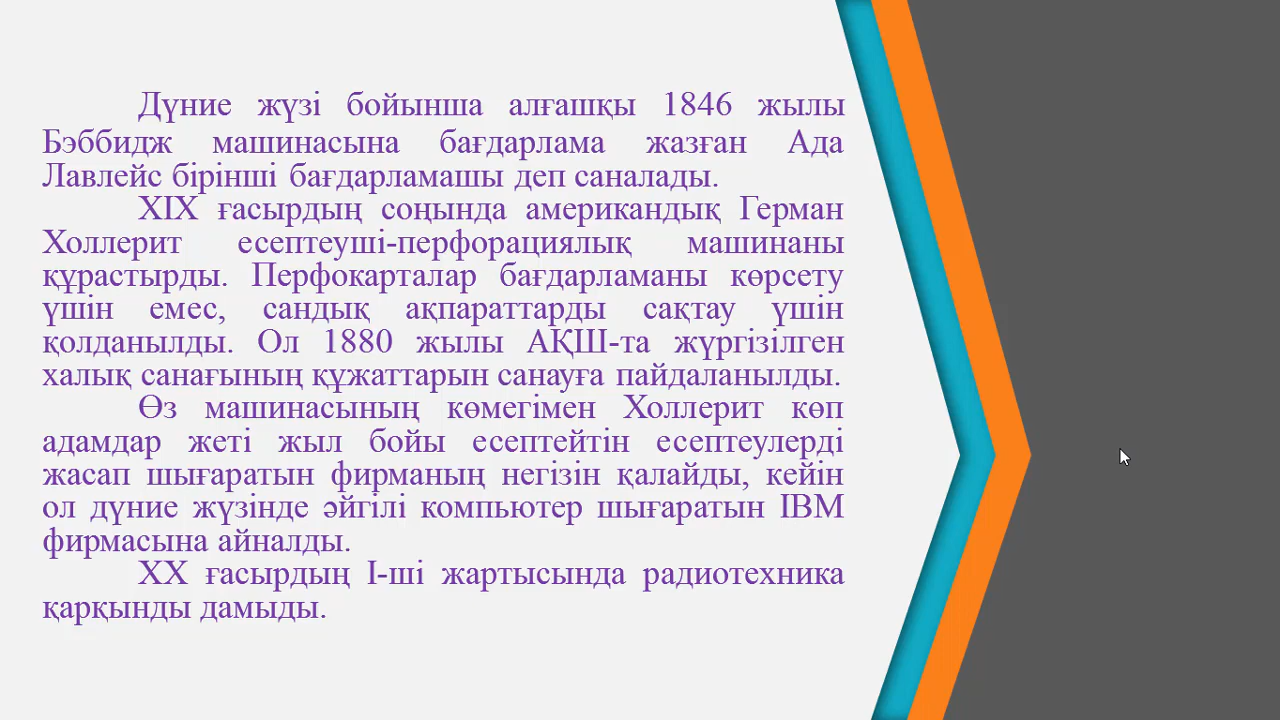 Дүние жүзі бойынша алғашқы 1846 жылы
Бэббидж машинасына бағдарлама жазған Ада
Лавлейс бірінші бағдарламашы деп саналады.
XIX ғасырдың соңында американдық Герман
Холлерит есептеуші-перфорациялық машинаны
құрастырды. Перфокарталар бағдарламаны көрсету
үшін емес, сандық ақпараттарды сақтау үшін
қолданылды. Ол 1880 жылы АҚШ-та жүргізілген
халық санағының құжаттарын санауға пайдаланылды.
Өз машинасының көмегімен Холлерит көп
адамдар жеті жыл бойы есептейтін есептеулерді
жасап шығаратын фирманың негізін қалайды, кейін
ол дүние жүзінде әйгілі компьютер шығаратын IBM
фирмасына айналды.
XX ғасырдың I-ші жартысында радиотехника
қарқынды дамыды.